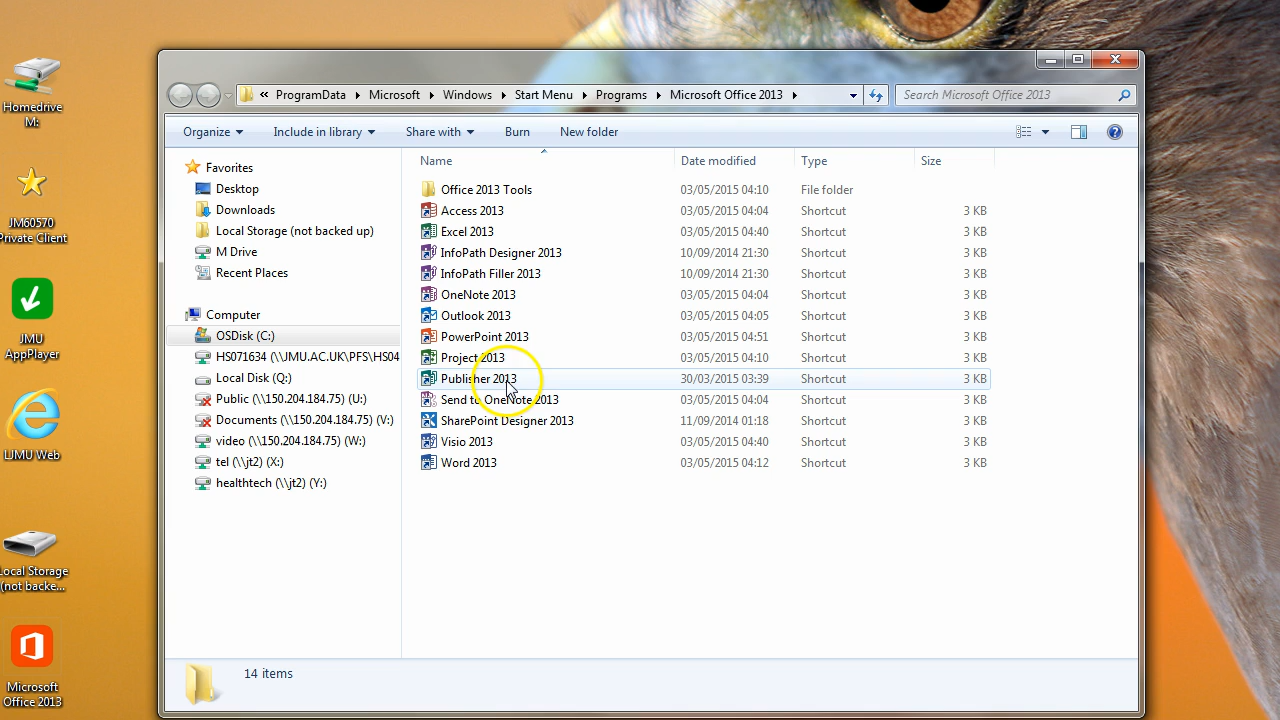 Homedrive
M:
JM60570
Private Client
JMU
AppPlayer
LJMU Web
Local Storage
(not backe...
Microsoft
Office 2013
« ProgramData Microsoft Windows Start Menu Programs Microsoft Office 2013
Search Microsoft Office 2013
Organize Include in library Share with Burn New folder
Favorites
Desktop
Downloads
Local Storage (not backed up)
M Drive
Recent Places
Computer
OSDisk (C:)
HS071634 (\\JMU.AC.UK\PFS\HS04
Local Disk (Q:)
Public (\\150.204.184.75) (U:)
Documents (\\150.204.184.75) (V:)
video (\\150.204.184.75) (W:)
tel (\\jt2) (X:)
healthtech (\\jt2) (Y:)
Name Date modified Type Size
Office 2013 Tools 03/05/2015 04:10 File folder
Access 2013 03/05/2015 04:04 Shortcut 3 KB
Excel 2013 03/05/2015 04:40 Shortcut 3 KB
InfoPath Designer 2013 10/09/2014 21:30 Shortcut 3 KB
InfoPath Filler 2013 10/09/2014 21:30 Shortcut 3 KB
OneNote 2013 03/05/2015 04:04 Shortcut 3 KB
Outlook 2013 03/05/2015 04:05 Shortcut 3 KB
PowerPoint 2013 03/05/2015 04:51 Shortcut 3 KB
Project 2013 03/05/2015 04:10 Shortcut 3 KB
Publisher 2013 30/03/2015 03:39 Shortcut 3 KB
Send to OneNote 2013 03/05/2015 04:04 Shortcut 3 KB
SharePoint Designer 2013 11/09/2014 01:18 Shortcut 3 KB
Visio 2013 03/05/2015 04:40 Shortcut 3 KB
Word 2013 03/05/2015 04:12 Shortcut 3 KB
14 items